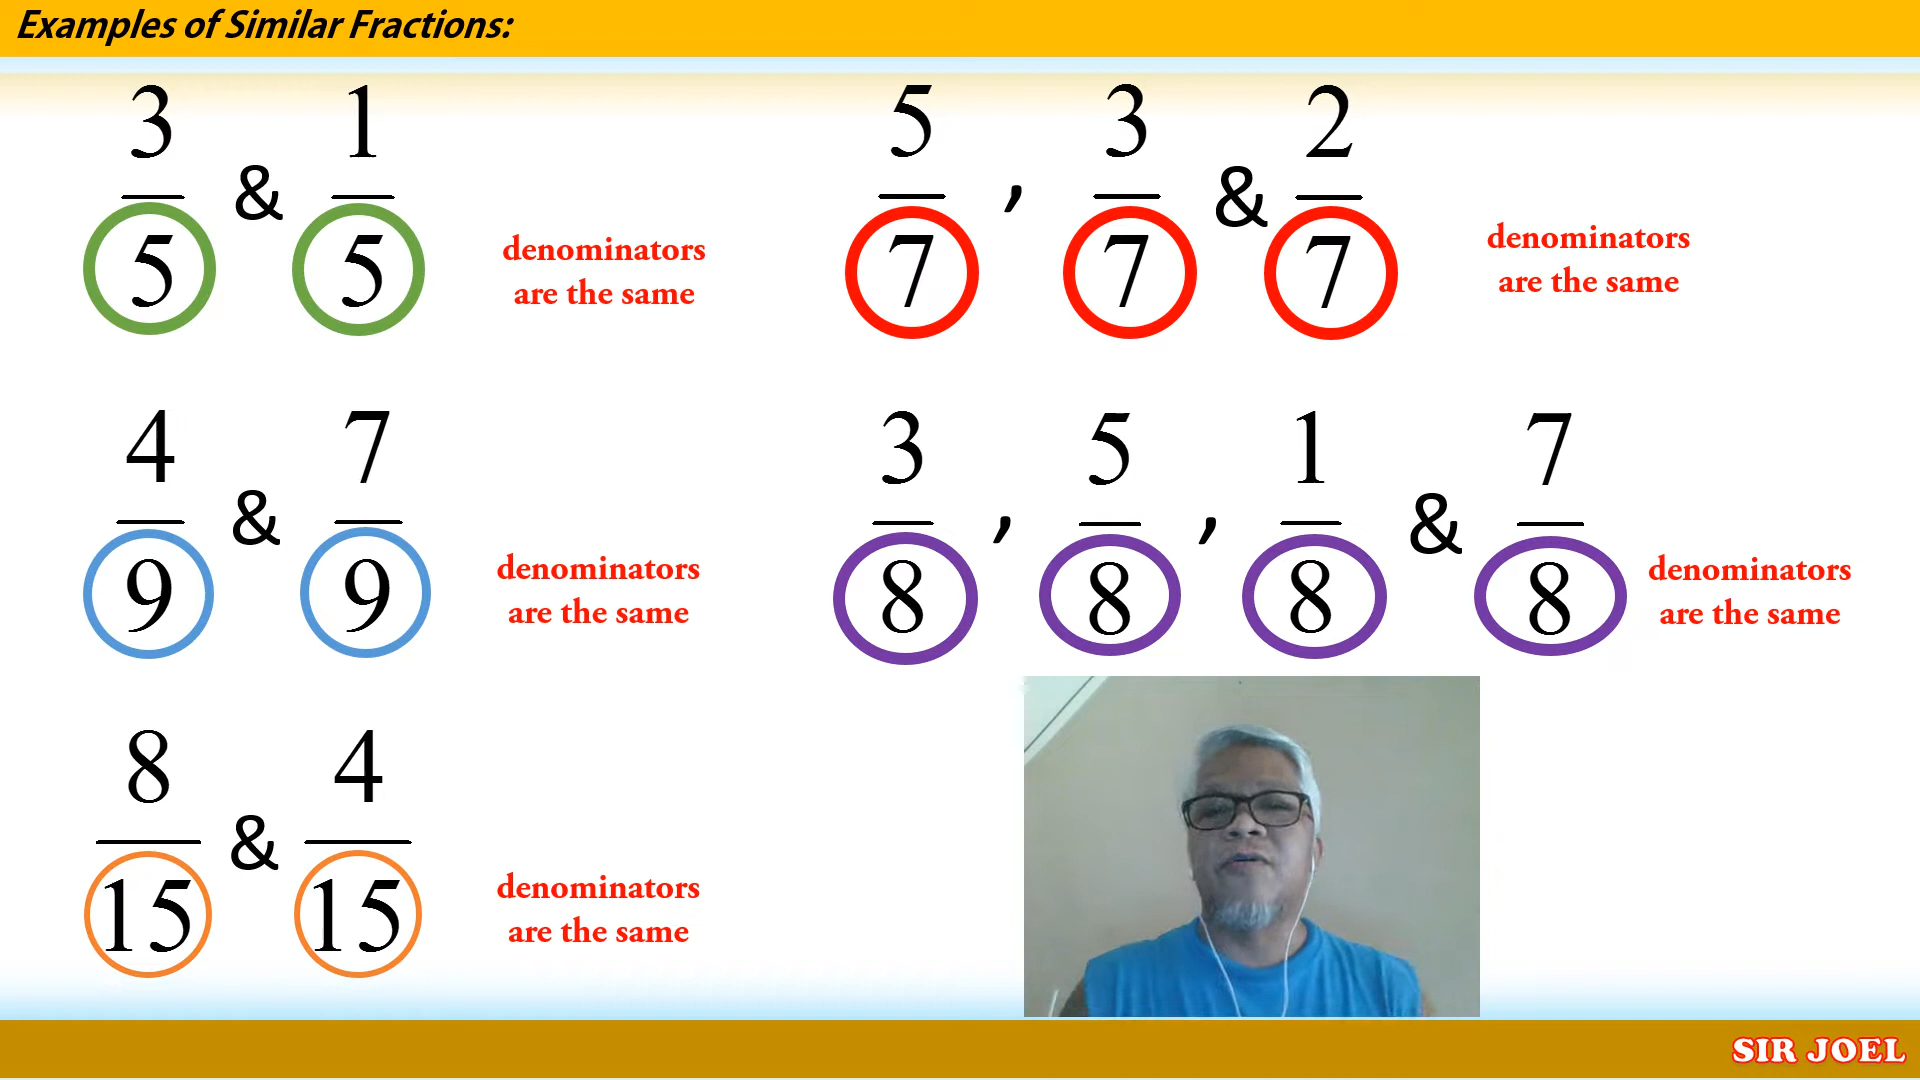 Examples of Similar Fractions:
3/5 & 1/5
denominators
are the same
5/7 , 3/7 & 2/7
denominators
are the same
4/9 & 7/9
denominators
are the same
3/8 , 5/8 , 1/8 & 7/8
denominators
are the same
8/15 & 4/15
denominators
are the same
SIR JOEL